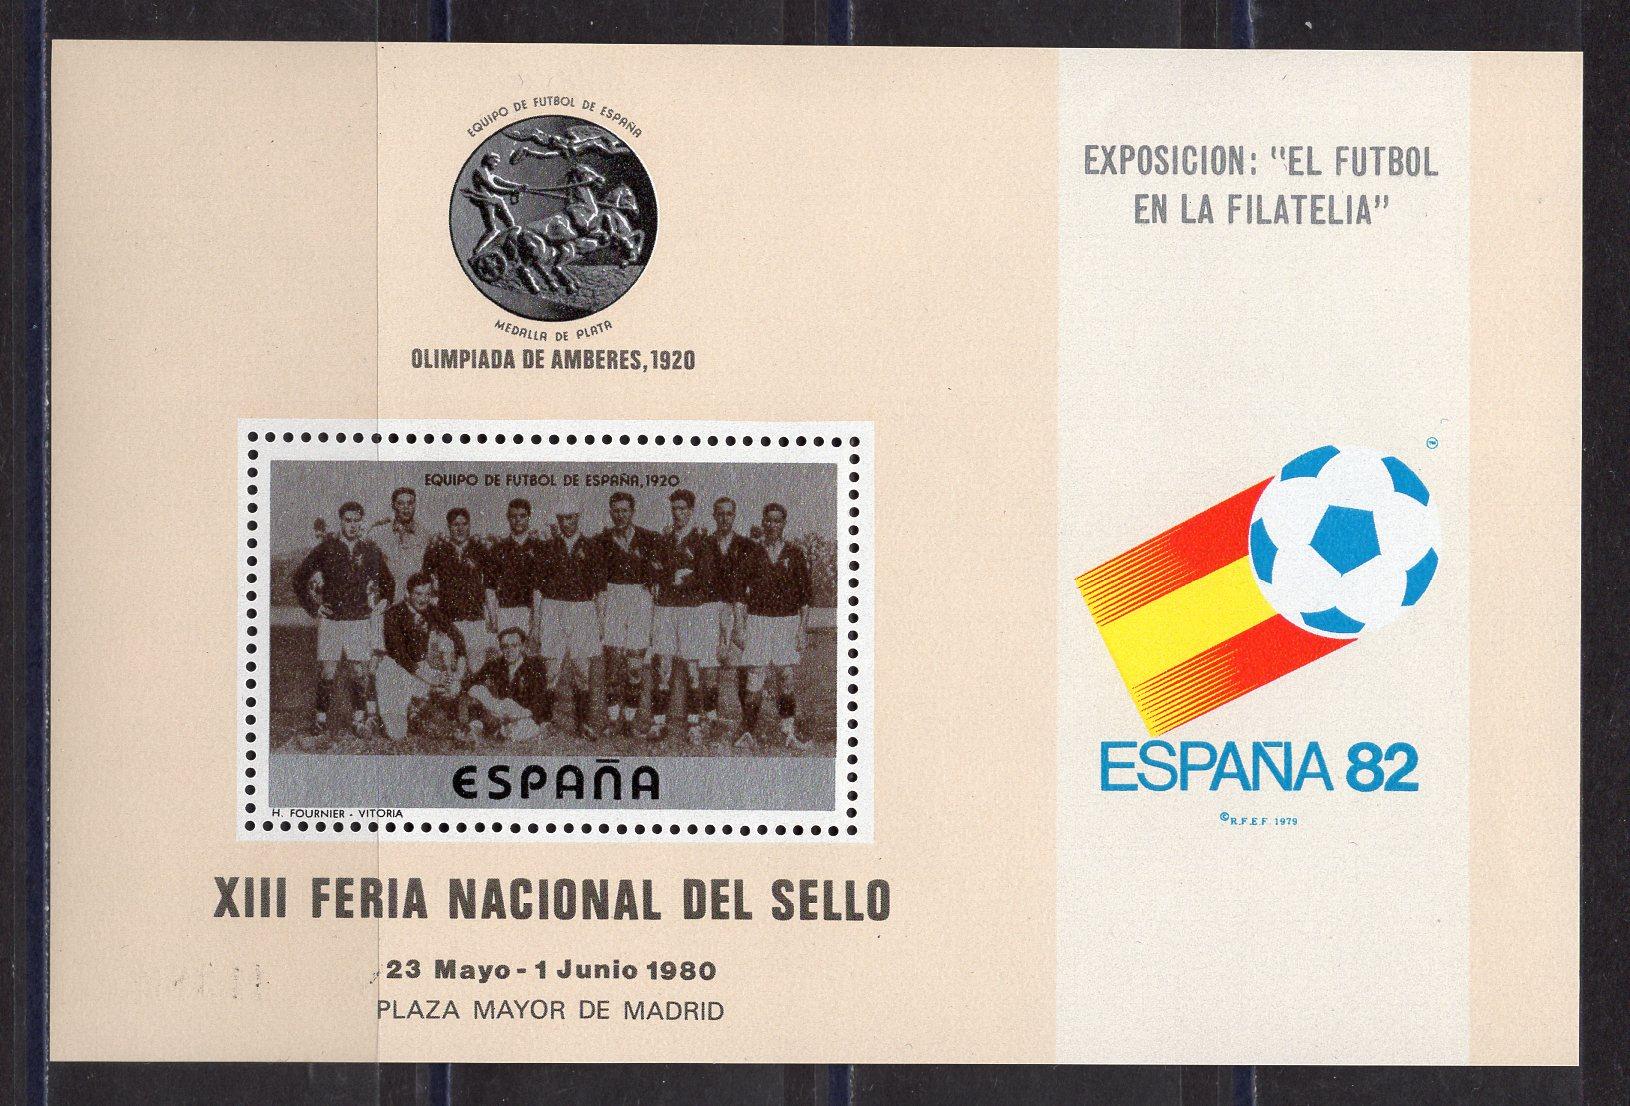 EQUIPO DE FUTBOL DE ESPAÑA
MEDALLA DE PLATA
OLIMPIADA DE AMBERES, 1920
EXPOSICION: "EL FUTBOL
EN LA FILATELIA"
EQUIPO DE FUTBOL DE ESPAÑA, 1920
ESPAÑA
H. FOURNIER - VITORIA
TM
ESPAÑA 82
© R.F.E.F. 1979
XIII FERIA NACIONAL DEL SELLO
23 Mayo - 1 Junio 1980
PLAZA MAYOR DE MADRID